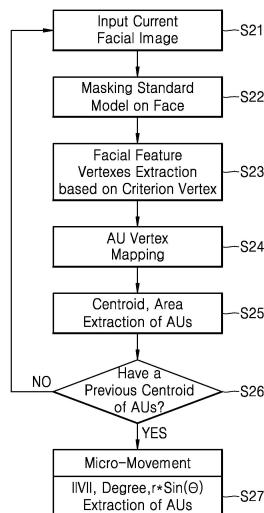 Input Current
Facial Image
S21
Masking Standard
Model on Face
S22
Facial Feature
Vertexes Extraction
based on Criterion Vertex
S23
AU Vertex
Mapping
S24
Centroid, Area
Extraction of AUs
S25
Have a
Previous Centroid
of AUs?
S26
NO
YES
Micro-Movement
llVll, Degree,r*Sin(Θ)
Extraction of AUs
S27